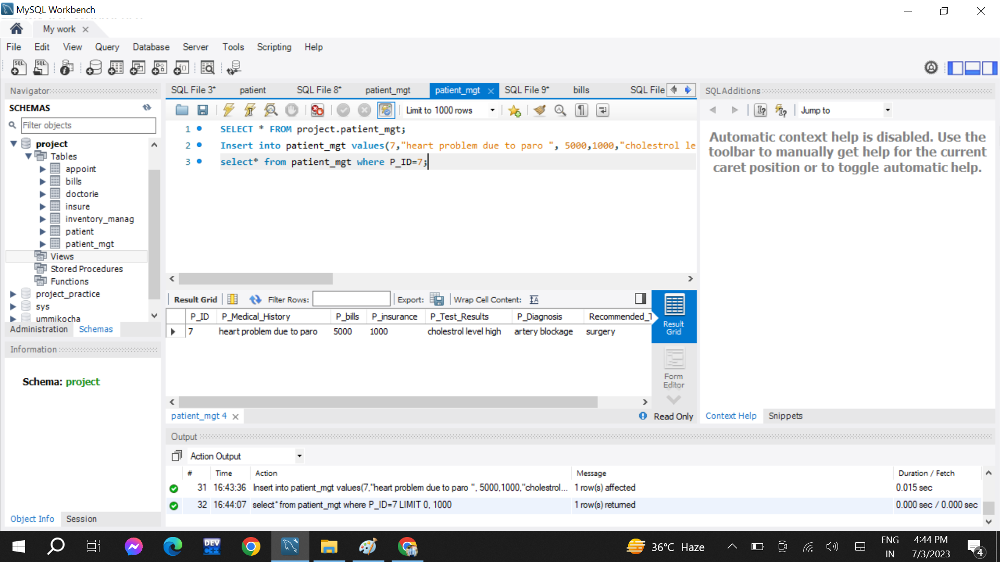 MySQL Workbench
My work
File Edit View Query Database Server Tools Scripting Help
Navigator
SCHEMAS
Filter objects
project
Tables
appoint
bills
doctorie
insure
inventory_manag
patient
patient_mgt
Views
Stored Procedures
Functions
project_practice
sys
ummikocha
Administration Schemas
Information
Schema: project
Object Info Session
SQL File 3* patient SQL File 8* patient_mgt patient_mgt SQL File 9* bills SQL File
Limit to 1000 rows
1 SELECT * FROM project.patient_mgt;
2 Insert into patient_mgt values(7,"heart problem due to paro ", 5000,1000,"cholestrol le
3 select* from patient_mgt where P_ID=7;
Result Grid Filter Rows: Export: Wrap Cell Content:
P_ID P_Medical_History P_bills P_insurance P_Test_Results P_Diagnosis Recommended_T
7 heart problem due to paro 5000 1000 cholestrol level high artery blockage surgery
Result
Grid
Form
Editor
patient_mgt 4
Read Only
SQLAdditions
Jump to
Automatic context help is disabled. Use the
toolbar to manually get help for the current
caret position or to toggle automatic help.
Context Help Snippets
Output
Action Output
# Time Action Message Duration / Fetch
31 16:43:36 Insert into patient_mgt values(7,"heart problem due to paro ", 5000,1000,"cholestrol... 1 row(s) affected 0.015 sec
32 16:44:07 select* from patient_mgt where P_ID=7 LIMIT 0, 1000 1 row(s) returned 0.000 sec / 0.000 sec
DEV
C++
36°C Haze
ENG
IN
4:44 PM
7/3/2023
4